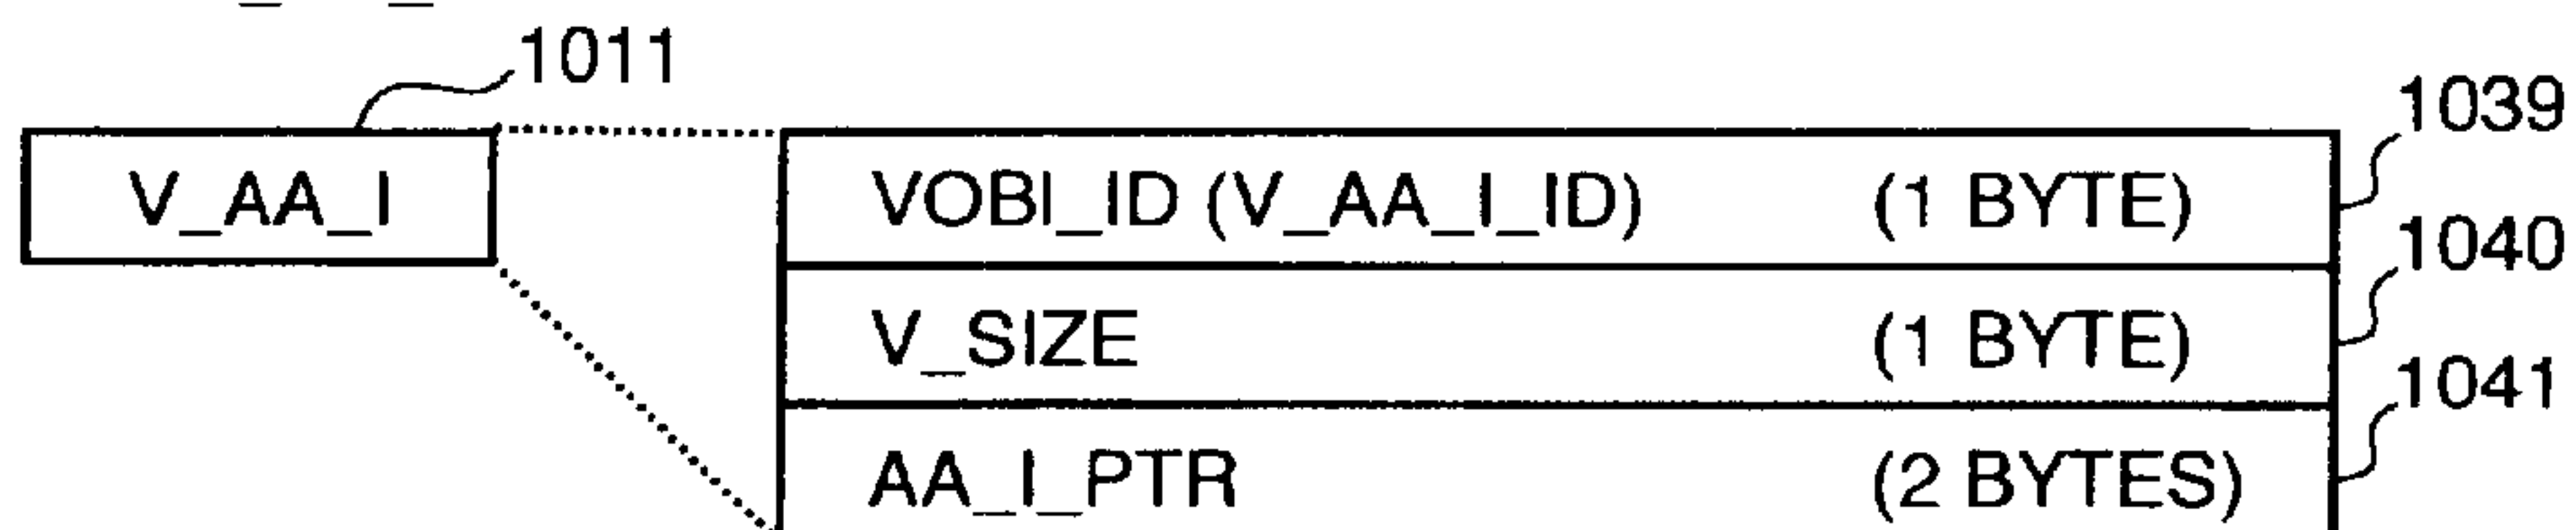 1011
1039
V_AA_I
VOBI_ID (V_AA_I_ID) (1 BYTE)
1040
V_SIZE (1 BYTE)
1041
AA_I_PTR (2 BYTES)